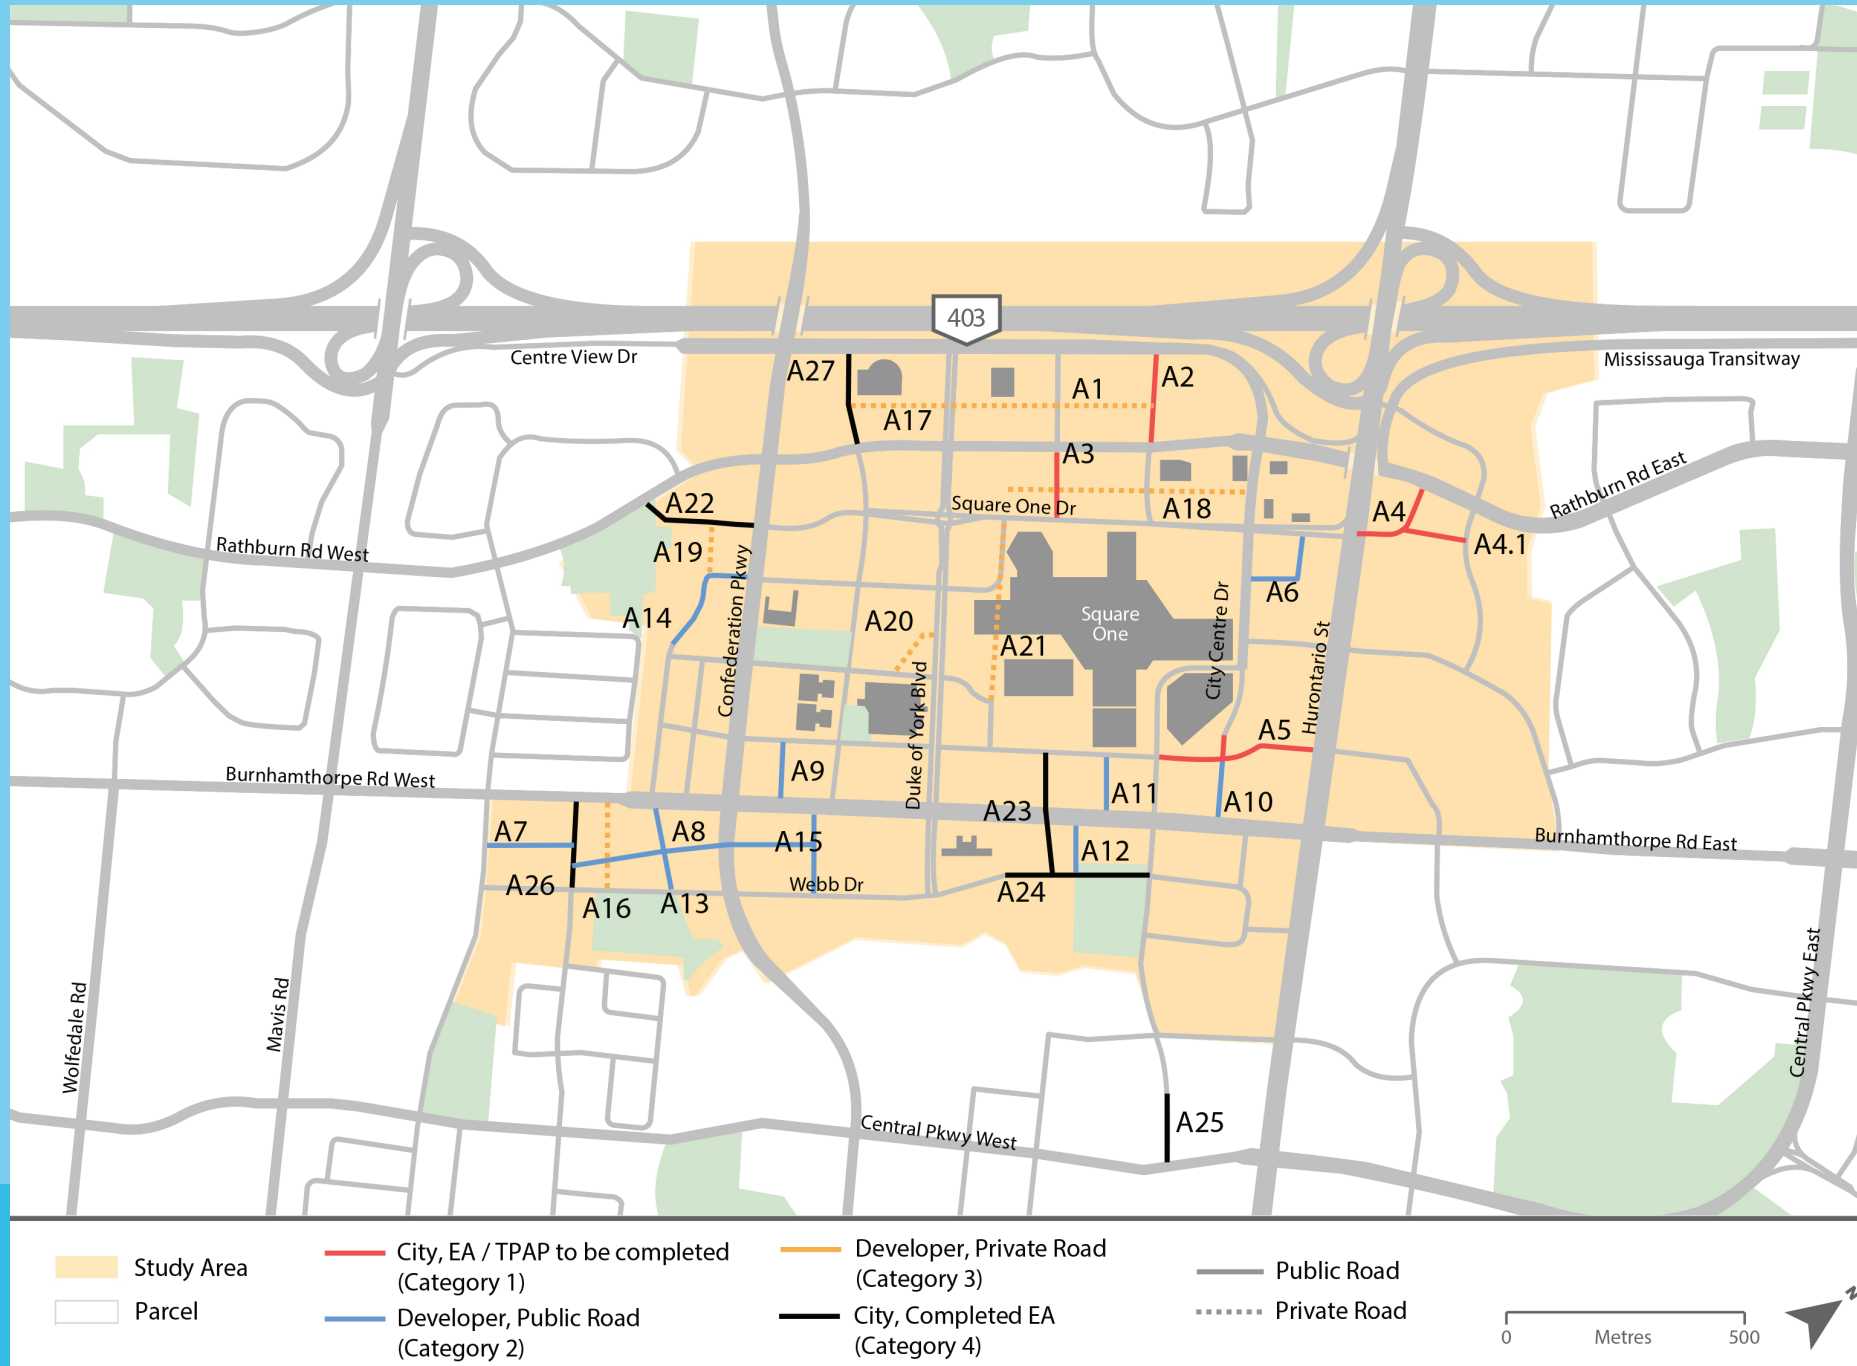 403
Centre View Dr
Mississauga Transitway
A27
A1
A2
A17
A3
A22
Square One Dr
A18
A4
Rathburn Rd East
A4.1
Rathburn Rd West
A19
Confederation Pkwy
A14
A20
A21
Square
One
City Centre Dr
A6
Hurontario St
Duke of York Blvd
A5
Burnhamthorpe Rd West
A9
A23
A11
A10
A7
A8
A15
A12
Burnhamthorpe Rd East
A26
A16
A13
Webb Dr
A24
Wolfedale Rd
Mavis Rd
Central Pkwy East
Central Pkwy West
A25
Study Area
Parcel
City, EA / TPAP to be completed
(Category 1)
Developer, Public Road
(Category 2)
Developer, Private Road
(Category 3)
City, Completed EA
(Category 4)
Public Road
Private Road
0 Metres 500
N